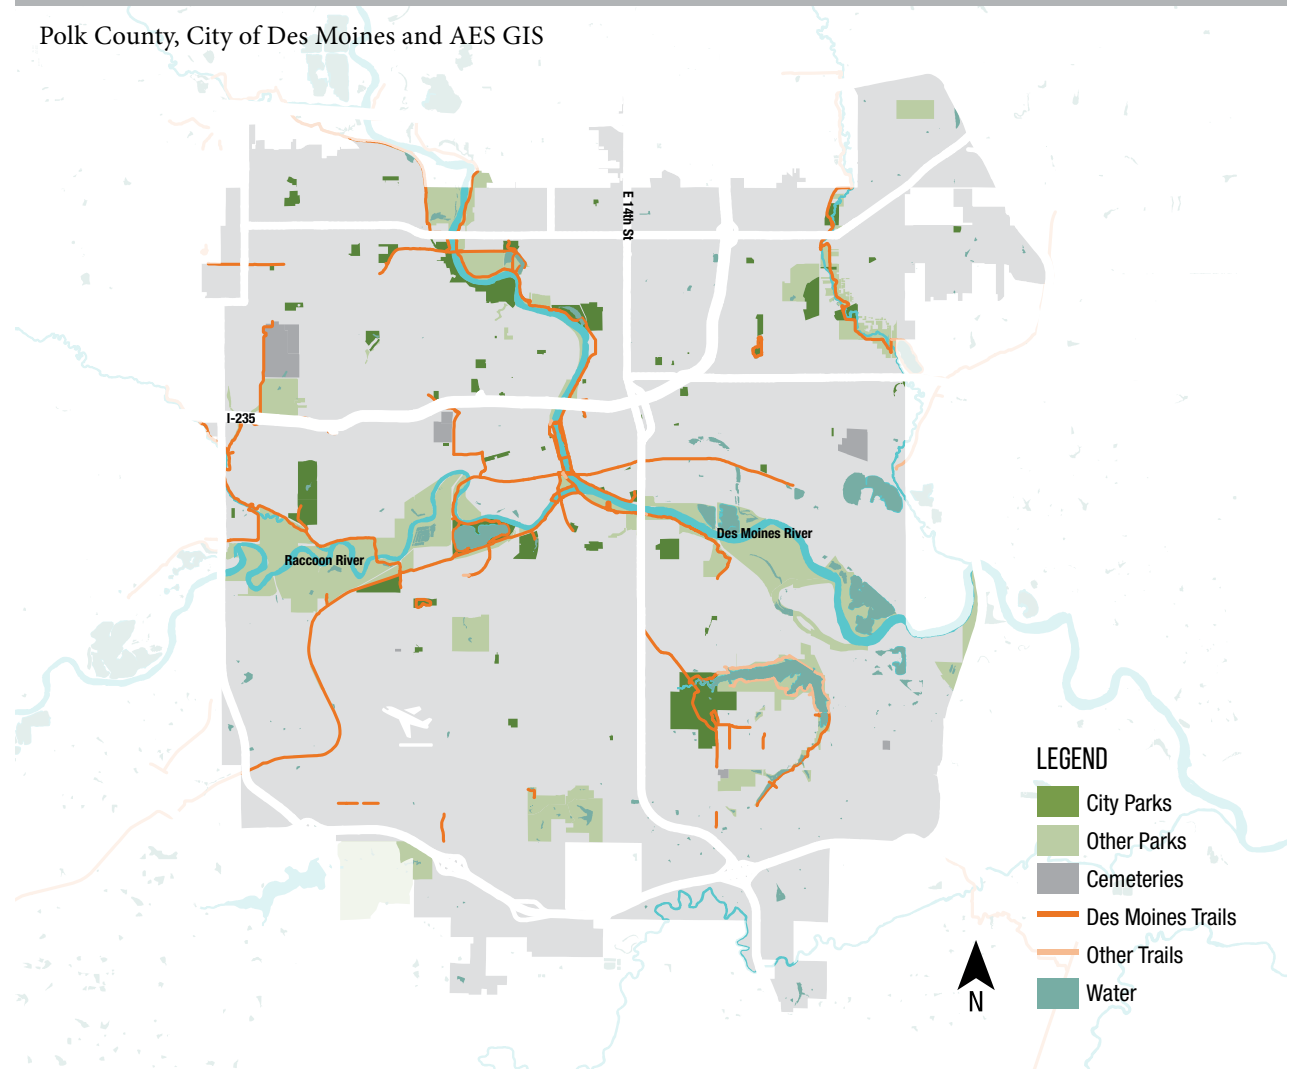 Polk County, City of Des Moines and AES GIS
E 14th St
I-235
Des Moines River
Raccoon River
LEGEND
City Parks
Other Parks
Cemeteries
Des Moines Trails
Other Trails
Water
N